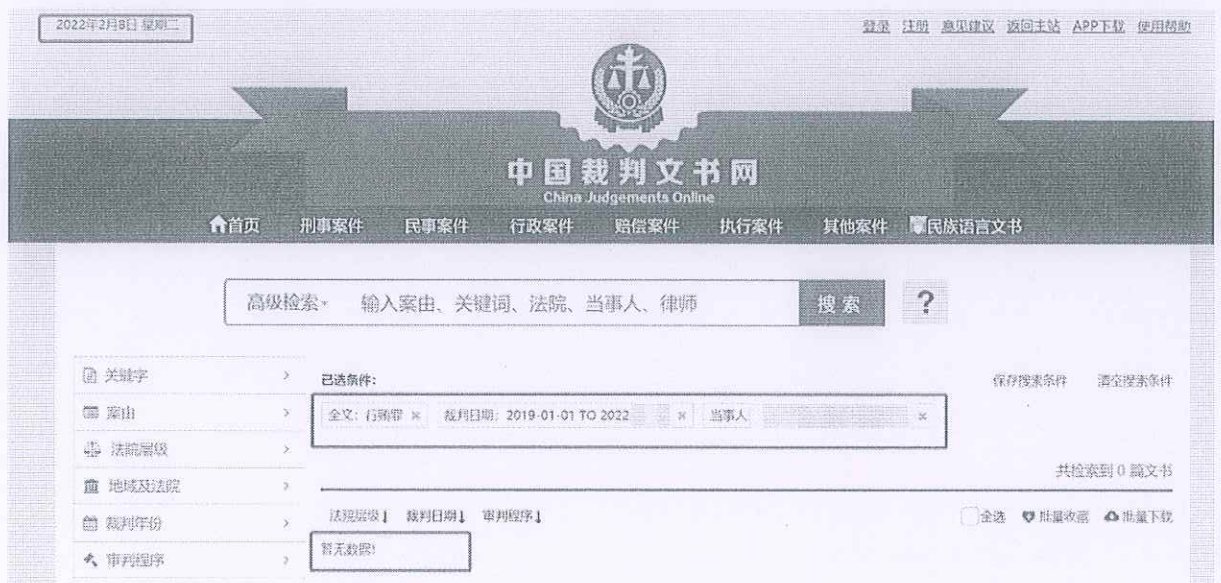 2022年2月8日 星期二
登录 注册 意见建议 返回主站 APP下载 使用帮助
中国裁判文书网
China Judgements Online
首页 刑事案件 民事案件 行政案件 赔偿案件 执行案件 其他案件 民族语言文书
高级检索 输入案由、关键词、法院、当事人、律师 搜索 ?
关键字
已选条件: 保存搜索条件 清空搜索条件
案由
全文: 行贿罪 × 裁判日期: 2019-01-01 TO 2022 × 当事人 ×
法院层级
共检索到 0 篇文书
地域及法院
法院层级↓ 裁判日期↓ 审判程序↓ 全选 批量收藏 批量下载
裁判年份
暂无数据!
审判程序